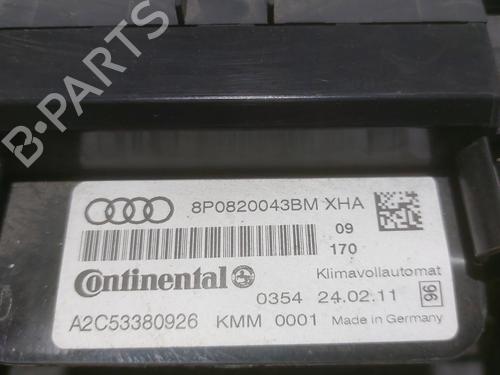 B-PARTS
8P0820043BM XHA
09
170
Continental
Klimavollautomat
0354 24.02.11
96
A2C53380926 KMM 0001 Made in Germany